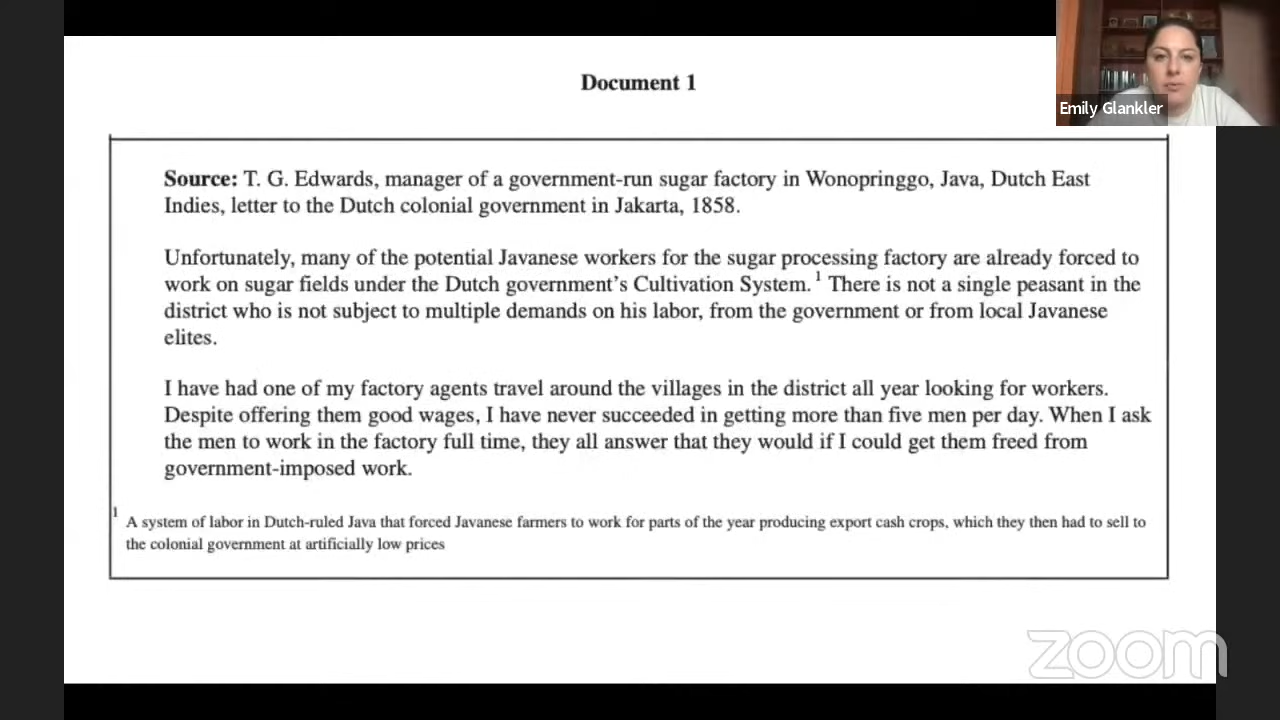 Document 1
Emily Glankler
Source: T. G. Edwards, manager of a government-run sugar factory in Wonopringgo, Java, Dutch East
Indies, letter to the Dutch colonial government in Jakarta, 1858.
Unfortunately, many of the potential Javanese workers for the sugar processing factory are already forced to
work on sugar fields under the Dutch government's Cultivation System.1 There is not a single peasant in the
district who is not subject to multiple demands on his labor, from the government or from local Javanese
elites.
I have had one of my factory agents travel around the villages in the district all year looking for workers.
Despite offering them good wages, I have never succeeded in getting more than five men per day. When I ask
the men to work in the factory full time, they all answer that they would if I could get them freed from
government-imposed work.
1 A system of labor in Dutch-ruled Java that forced Javanese farmers to work for parts of the year producing export cash crops, which they then had to sell to
the colonial government at artificially low prices
zoom